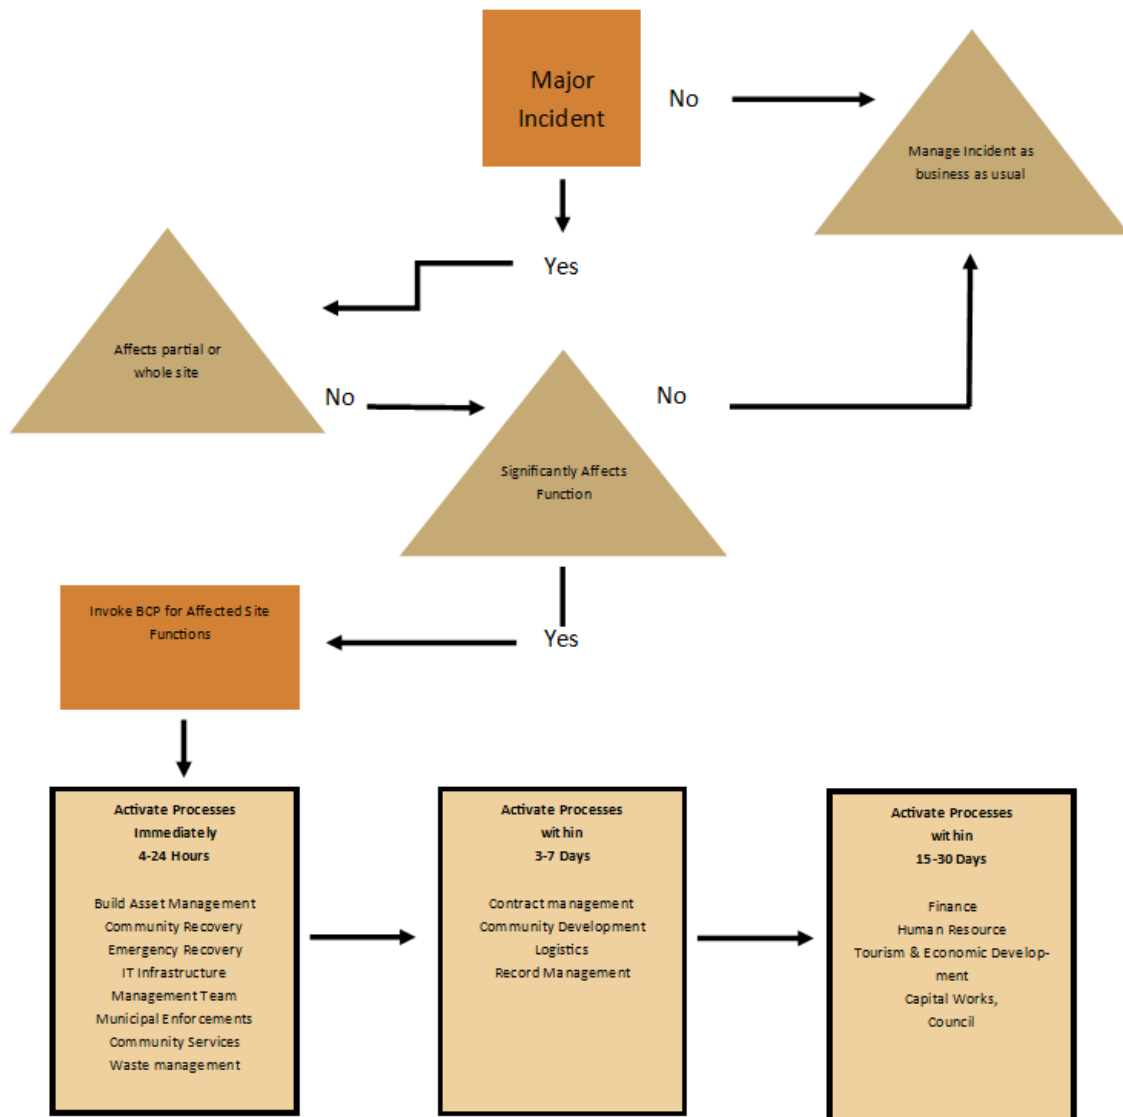 Major
Incident
No
Manage Incident as
business as usual
Yes
Affects partial or
whole site
No
Significantly Affects
Function
No
Yes
Invoke BCP for Affected Site
Functions
Activate Processes
Immediately
4-24 Hours
Build Asset Management
Community Recovery
Emergency Recovery
IT Infrastructure
Management Team
Municipal Enforcements
Community Services
Waste management
Activate Processes
within
3-7 Days
Contract management
Community Development
Logistics
Record Management
Activate Processes
within
15-30 Days
Finance
Human Resource
Tourism & Economic Develop-
ment
Capital Works,
Council